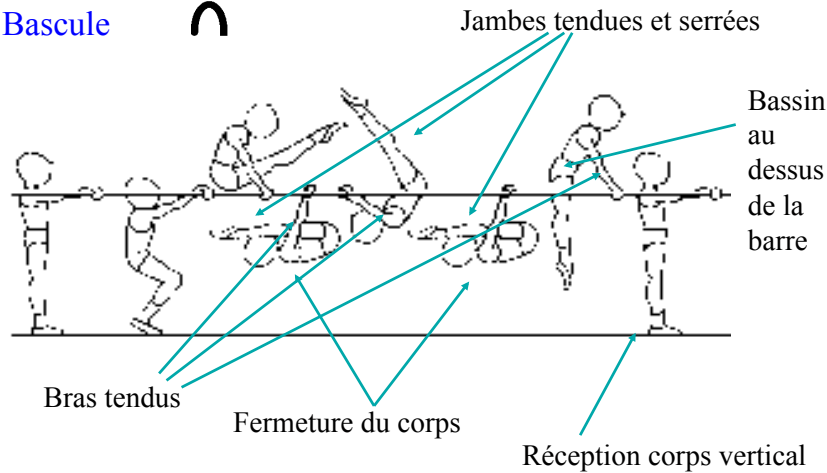 Bascule
Jambes tendues et serrées
Bassin
au
dessus
de la
barre
Bras tendus
Fermeture du corps
Réception corps vertical